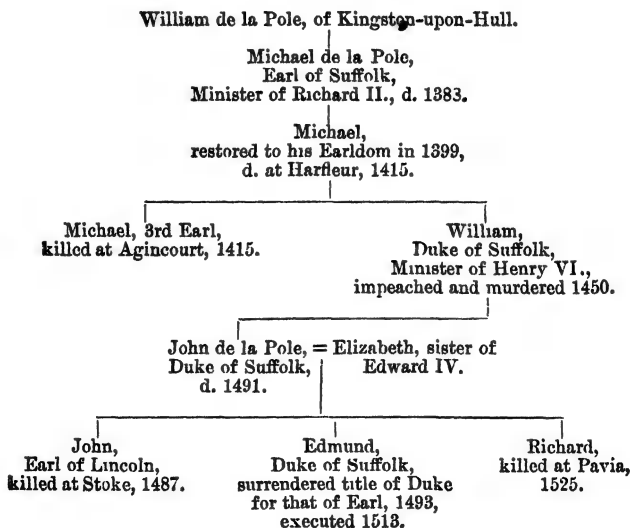 William de la Pole, of Kingston-upon-Hull.
Michael de la Pole,
Earl of Suffolk,
Minister of Richard II., d. 1383.
Michael,
restored to his Earldom in 1399,
d. at Harfleur, 1415.
Michael, 3rd Earl,
killed at Agincourt, 1415.
William,
Duke of Suffolk,
Minister of Henry VI.,
impeached and murdered 1450.
John de la Pole, = Elizabeth, sister of
Duke of Suffolk, Edward IV.
d. 1491.
John,
Earl of Lincoln,
killed at Stoke, 1487.
Edmund,
Duke of Suffolk,
surrendered title of Duke
for that of Earl, 1493,
executed 1513.
Richard,
killed at Pavia,
1525.